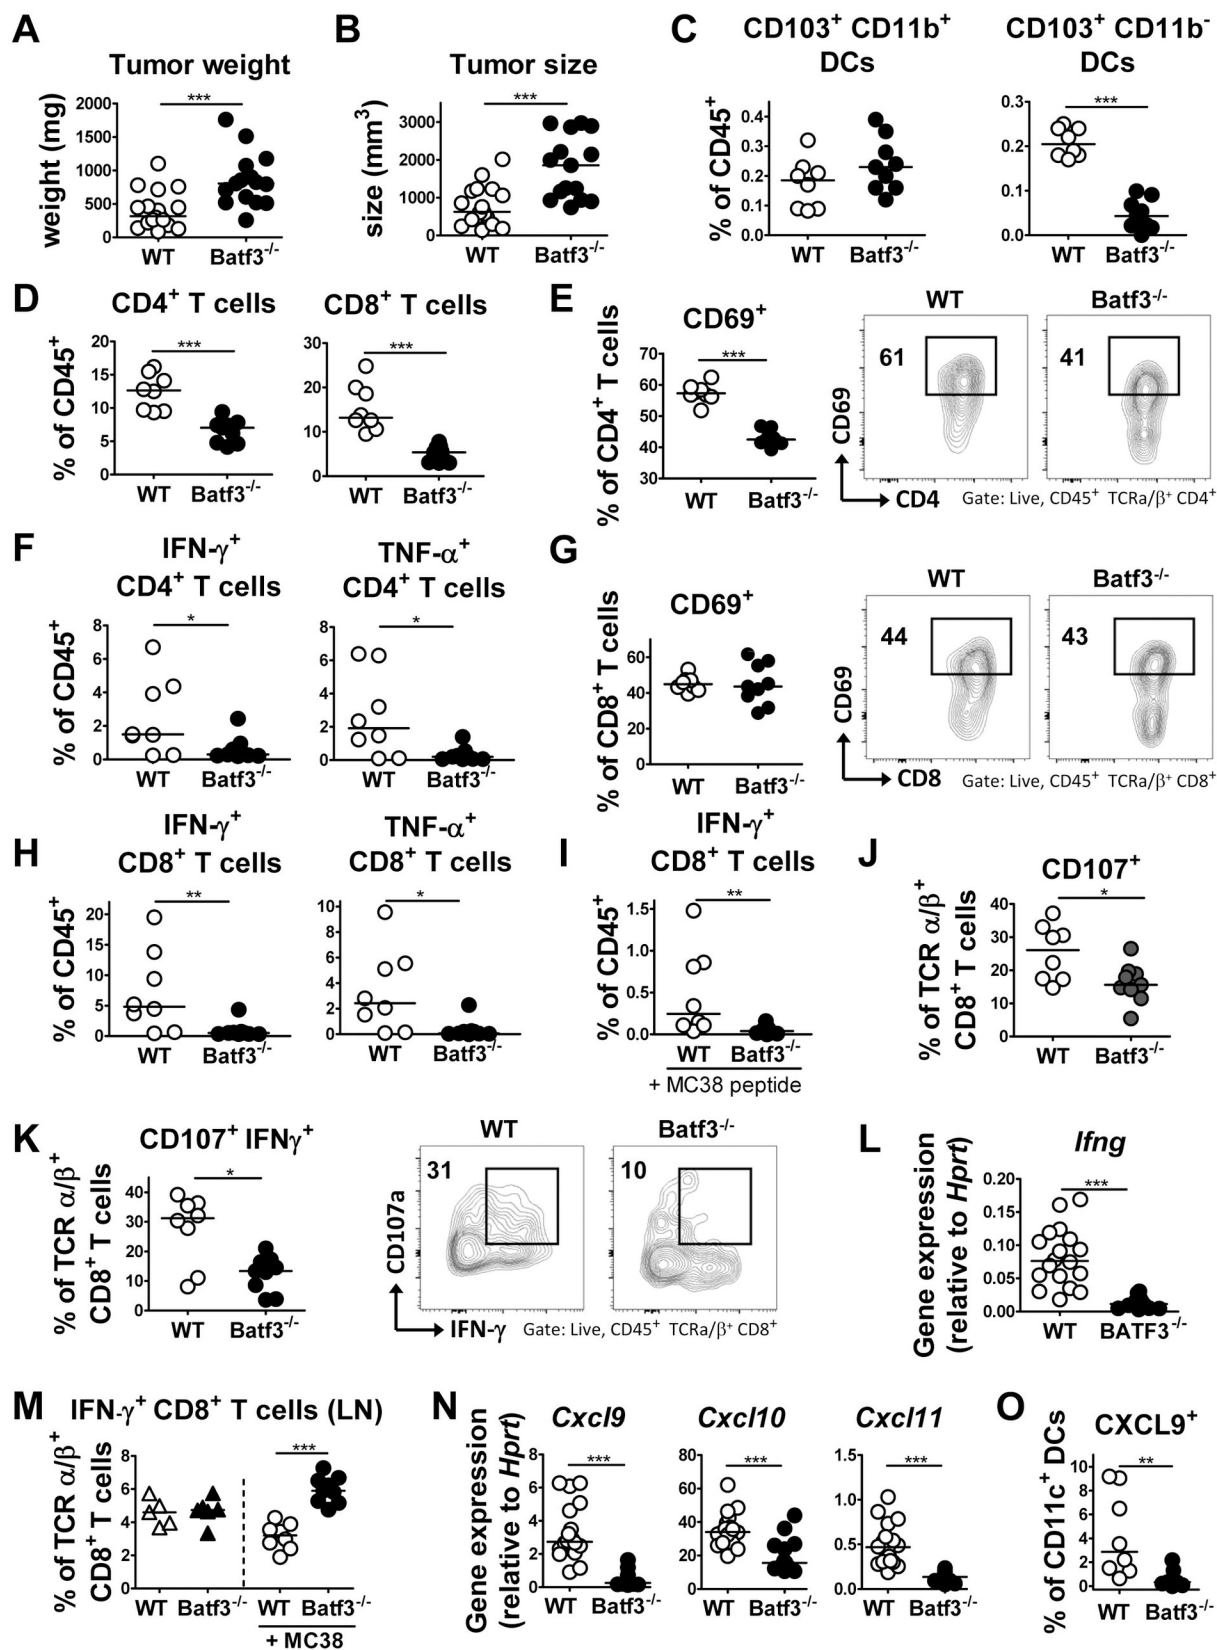 A
Tumor weight
weight (mg)
2000
1500
1000
500
0
***
WT
Batf3-/-
B
Tumor size
size (mm3)
3000
2000
1000
0
***
WT
Batf3-/-
C
CD103+ CD11b+
DCs
% of CD45+
0.4
0.3
0.2
0.1
0.0
WT
Batf3-/-
CD103+ CD11b-
DCs
0.3
0.2
0.1
0.0
***
WT
Batf3-/-
D
CD4+ T cells
% of CD45+
20
15
10
5
0
***
WT
Batf3-/-
CD8+ T cells
30
20
10
0
***
WT
Batf3-/-
E
CD69+
% of CD4+ T cells
70
60
50
40
30
***
WT
Batf3-/-
WT
Batf3-/-
61
41
CD69
CD4
Gate: Live, CD45+ TCRa/β+ CD4+
F
IFN-γ+
CD4+ T cells
% of CD45+
8
6
4
2
0
*
WT
Batf3-/-
TNF-α+
CD4+ T cells
8
6
4
2
0
*
WT
Batf3-/-
G
CD69+
% of CD8+ T cells
60
40
20
0
WT
Batf3-/-
WT
Batf3-/-
44
43
CD69
CD8
Gate: Live, CD45+ TCRa/β+ CD8+
H
IFN-γ+
CD8+ T cells
% of CD45+
20
15
10
5
0
**
WT
Batf3-/-
TNF-α+
CD8+ T cells
10
8
6
4
2
0
*
WT
Batf3-/-
I
IFN-γ+
CD8+ T cells
% of CD45+
1.5
1.0
0.5
0.0
**
WT
Batf3-/-
+ MC38 peptide
J
CD107+
% of TCR α/β+
CD8+ T cells
40
30
20
10
0
*
WT
Batf3-/-
K
CD107+ IFNγ+
% of TCR α/β+
CD8+ T cells
40
30
20
10
0
*
WT
Batf3-/-
WT
Batf3-/-
31
10
CD107a
IFN-γ
Gate: Live, CD45+ TCRa/β+ CD8+
L
Ifng
Gene expression
(relative to Hprt)
0.20
0.15
0.10
0.05
0.00
***
WT
BATF3-/-
M
IFN-γ+ CD8+ T cells (LN)
% of TCR α/β+
CD8+ T cells
8
6
4
2
0
***
WT
Batf3-/-
WT
Batf3-/-
+ MC38
N
Gene expression
(relative to Hprt)
Cxcl9
8
6
4
2
0
***
WT
Batf3-/-
Cxcl10
80
60
40
20
0
***
WT
Batf3-/-
Cxcl11
1.5
1.0
0.5
0.0
***
WT
Batf3-/-
O
CXCL9+
% of CD11c+ DCs
10
8
6
4
2
0
**
WT
Batf3-/-